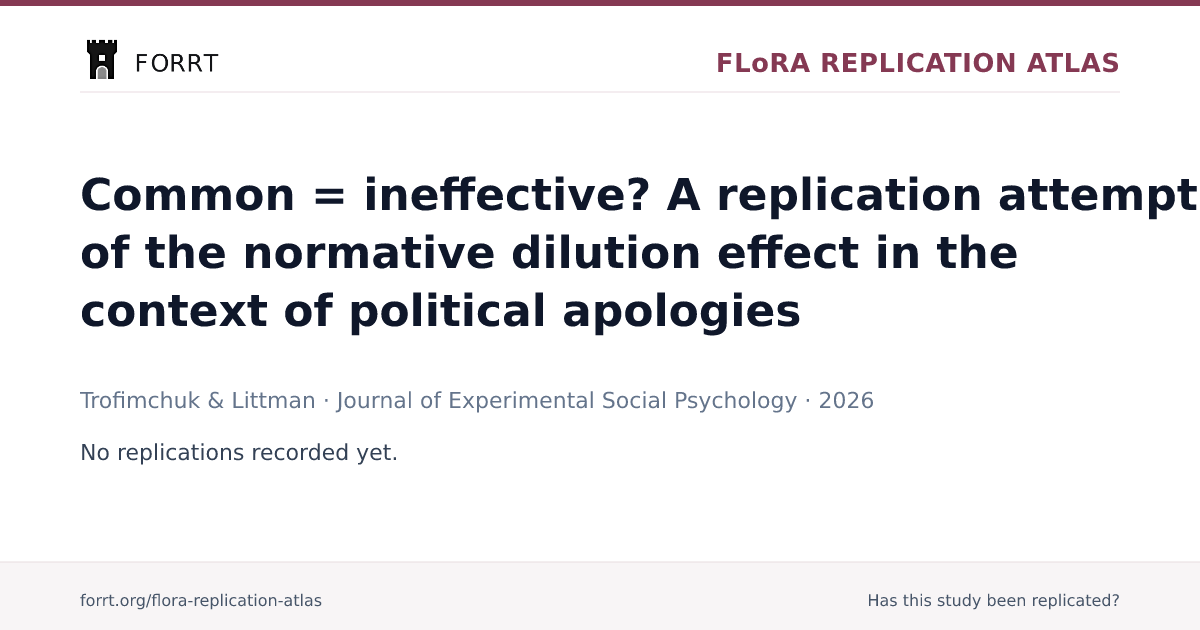 FORRT
FLoRA REPLICATION ATLAS
Common = ineffective? A replication attempt
of the normative dilution effect in the
context of political apologies
Trofimchuk & Littman · Journal of Experimental Social Psychology · 2026
No replications recorded yet.
forrt.org/flora-replication-atlas
Has this study been replicated?